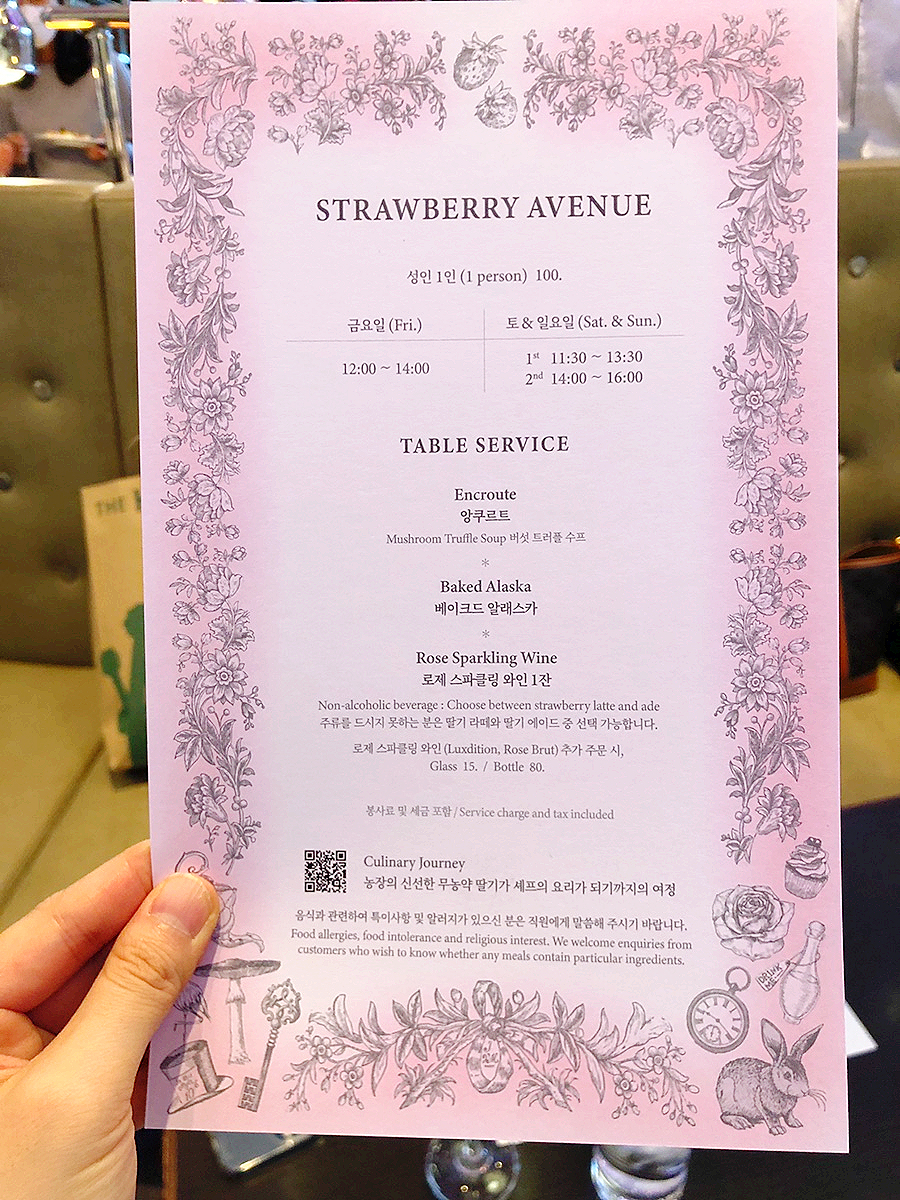 STRAWBERRY AVENUE
성인 1인 (1 person) 100.
금요일 (Fri.)
토 & 일요일 (Sat. & Sun.)
12:00 ~ 14:00
1st 11:30 ~ 13:30
2nd 14:00 ~ 16:00
TABLE SERVICE
Encroute
앙쿠르트
Mushroom Truffle Soup 버섯 트러플 수프
*
Baked Alaska
베이크드 알래스카
*
Rose Sparkling Wine
로제 스파클링 와인 1잔
Non-alcoholic beverage : Choose between strawberry latte and ade
주류를 드시지 못하는 분은 딸기 라떼와 딸기 에이드 중 선택 가능합니다.
로제 스파클링 와인 (Luxdition, Rose Brut) 추가 주문 시,
Glass 15. / Bottle 80.
봉사료 및 세금 포함 / Service charge and tax included
Culinary Journey
농장의 신선한 무농약 딸기가 셰프의 요리가 되기까지의 여정
음식과 관련하여 특이사항 및 알러지가 있으신 분은 직원에게 말씀해 주시기 바랍니다.
Food allergies, food intolerance and religious interest. We welcome enquiries from
customers who wish to know whether any meals contain particular ingredients.
DRINK
ME
THE